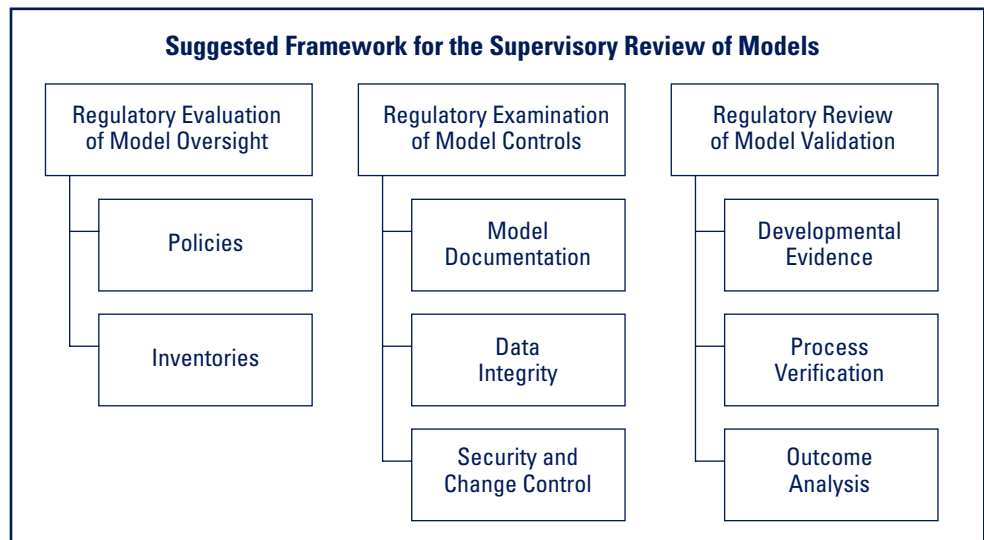 Suggested Framework for the Supervisory Review of Models
Regulatory Evaluation
of Model Oversight
Policies
Inventories
Regulatory Examination
of Model Controls
Model
Documentation
Data
Integrity
Security and
Change Control
Regulatory Review
of Model Validation
Developmental
Evidence
Process
Verification
Outcome
Analysis